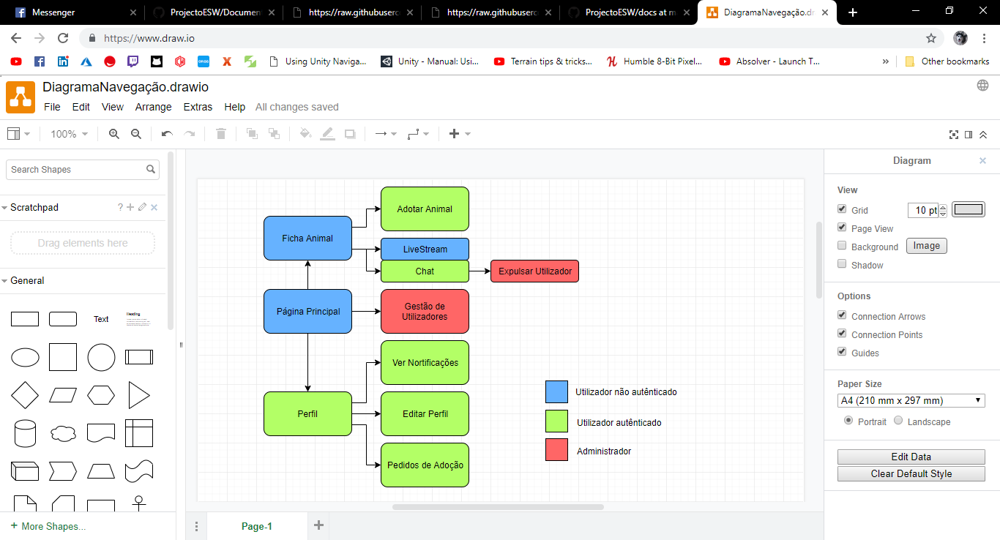 Messenger
ProjectoESW/Documen
https://raw.githubuserc
https://raw.githubuserc
ProjectoESW/docs at m
DiagramaNavegação.dr
https://www.draw.io
Using Unity Naviga...
Unity - Manual: Usi...
Terrain tips & tricks...
Humble 8-Bit Pixel...
Absolver - Launch T...
»
Other bookmarks
DiagramaNavegação.drawio
File
Edit
View
Arrange
Extras
Help
All changes saved
100%
Search Shapes
Scratchpad
?
Drag elements here
General
Text
Heading
More Shapes...
Ficha Animal
Adotar Animal
LiveStream
Chat
Expulsar Utilizador
Página Principal
Gestão de
Utilizadores
Ver Nortificações
Perfil
Editar Perfil
Pedidos de Adoção
Utilizador não autênticado
Utilizador autênticado
Administrador
Page-1
Diagram
View
Grid
10 pt
Page View
Background
Image
Shadow
Options
Connection Arrows
Connection Points
Guides
Paper Size
A4 (210 mm x 297 mm)
Portrait
Landscape
Edit Data
Clear Default Style